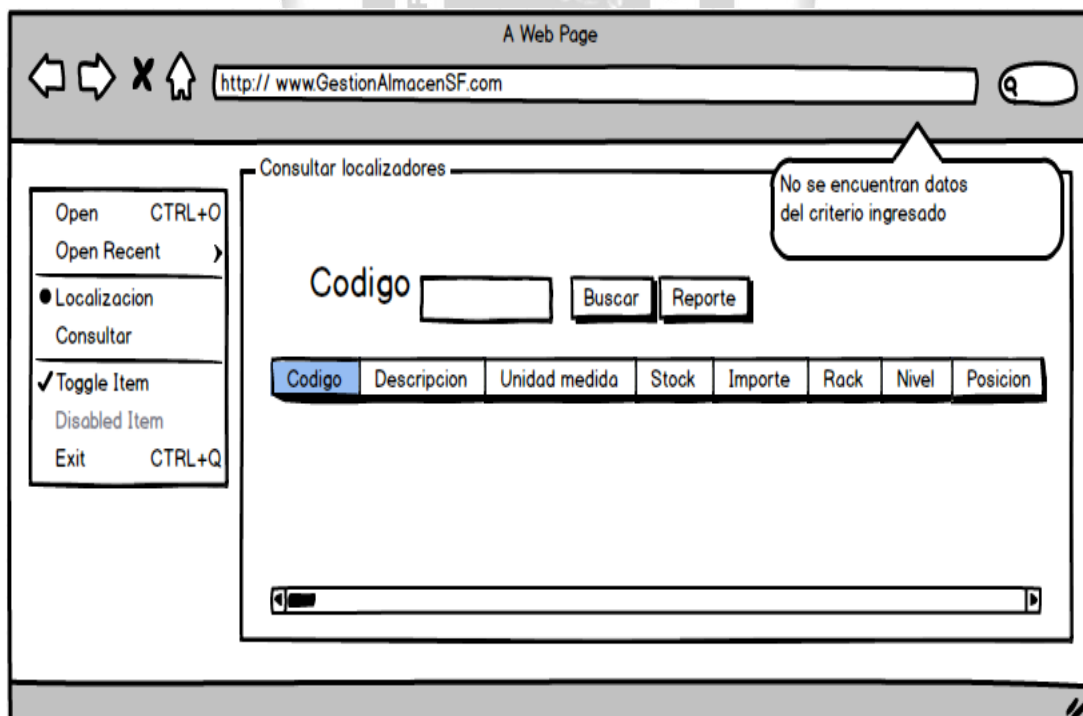 A Web Page
http:// www.GestionAlmacenSF.com
Consultar localizadores
No se encuentran datos
del criterio ingresado
Open CTRL+O
Open Recent
Localizacion
Consultar
Toggle Item
Disabled Item
Exit CTRL+Q
Codigo Buscar Reporte
Codigo Descripcion Unidad medida Stock Importe Rack Nivel Posicion